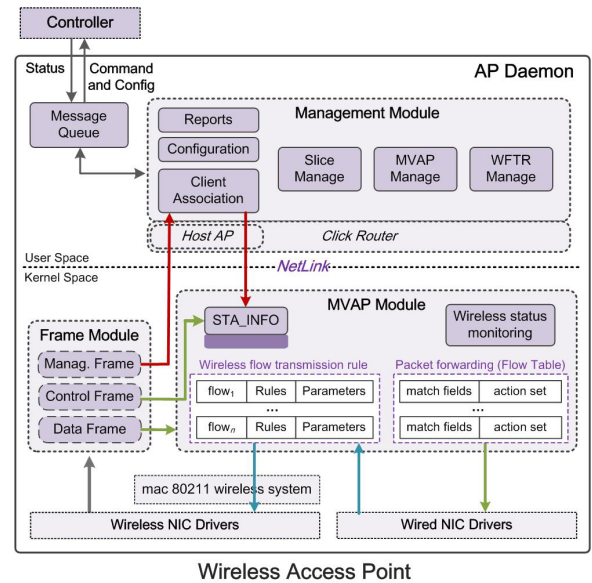 Controller
Status
Command
and Config
AP Daemon
Message
Queue
Management Module
Reports
Configuration
Client
Association
Slice
Manage
MVAP
Manage
WFTR
Manage
Host AP
Click Router
User Space
NetLink
Kernel Space
MVAP Module
STA_INFO
Wireless status
monitoring
Frame Module
Manag. Frame
Control Frame
Data Frame
Wireless flow transmission rule
flow1 Rules Parameters
...
flown Rules Parameters
Packet forwarding (Flow Table)
match fields action set
...
match fields action set
mac 80211 wireless system
Wireless NIC Drivers
Wired NIC Drivers
Wireless Access Point